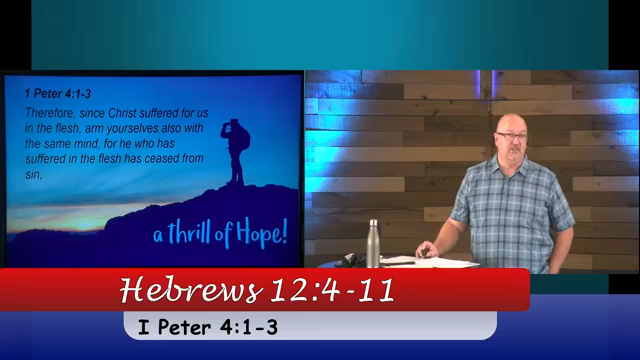 1 Peter 4:1-3
Therefore, since Christ suffered for us
in the flesh, arm yourselves also with
the same mind, for he who has
suffered in the flesh has ceased from
sin,
a thrill of Hope!
Hebrews 12:4-11
I Peter 4:1-3